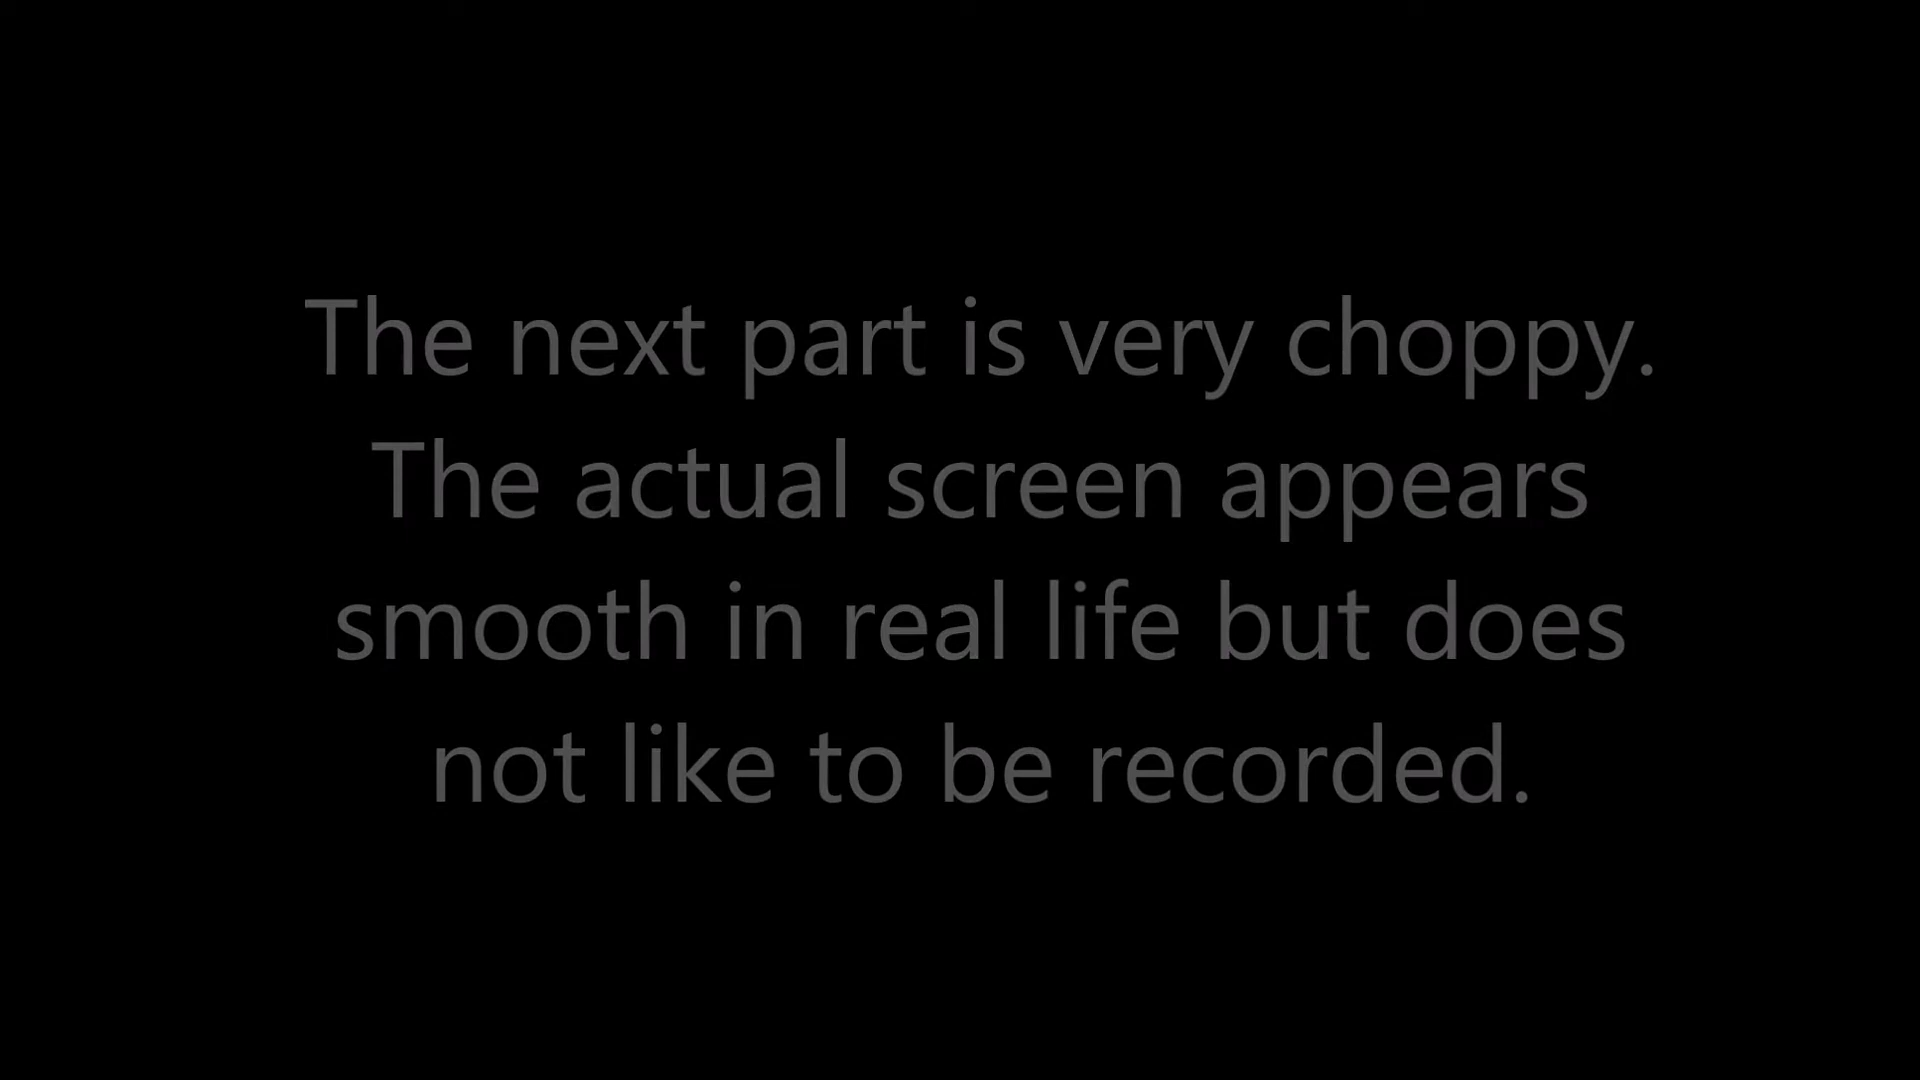 The next part is very choppy.
The actual screen appears
smooth in real life but does
not like to be recorded.